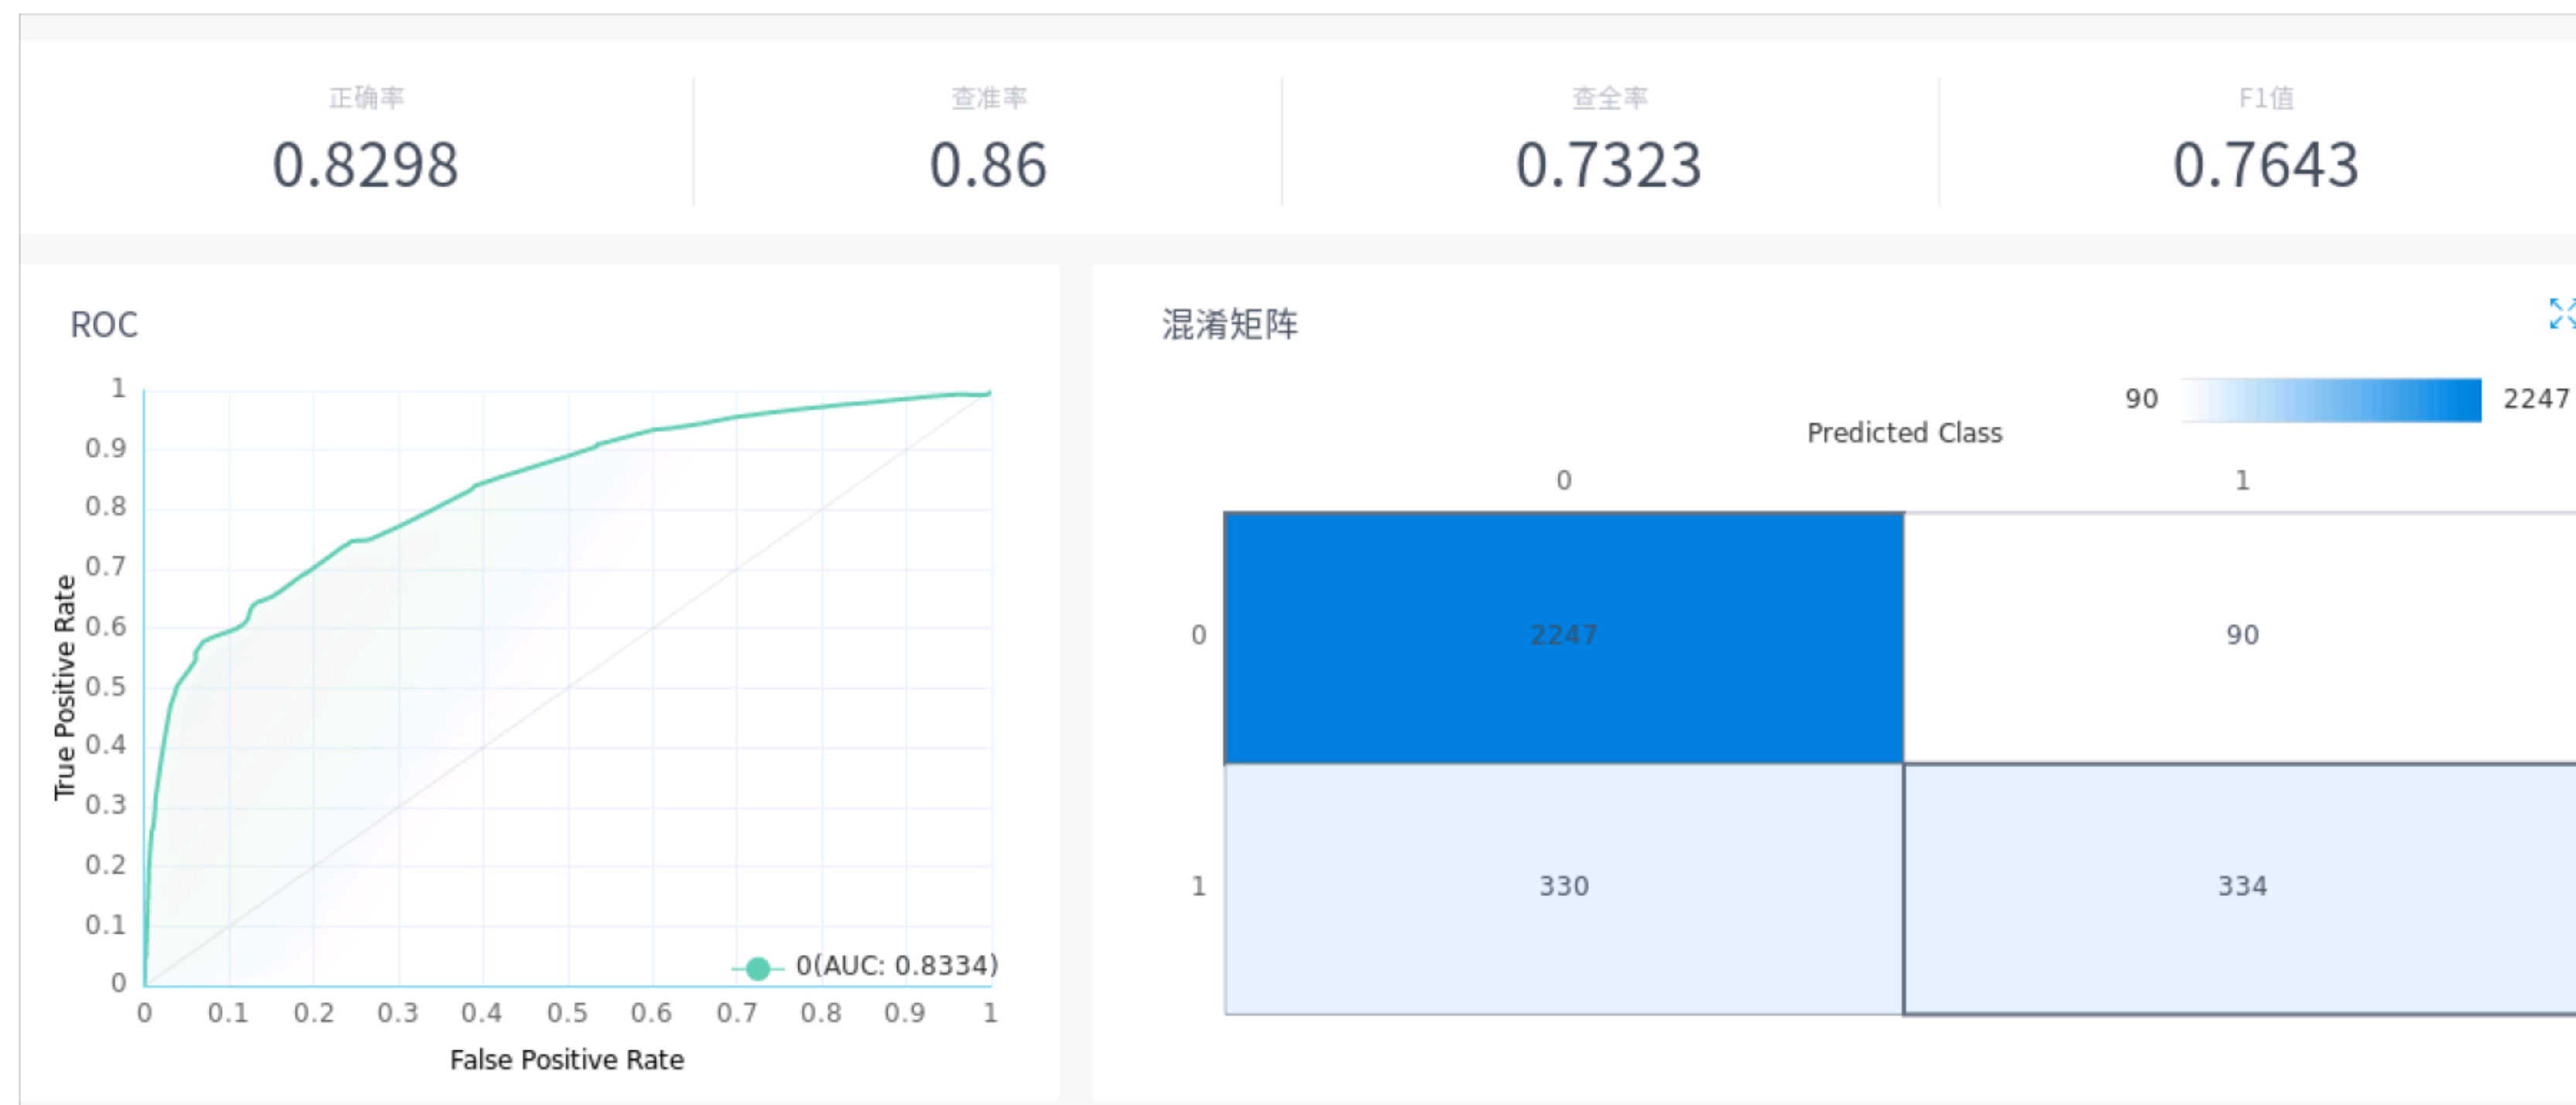 正确率
0.8298
查准率
0.86
查全率
0.7323
F1值
0.7643
ROC
1
0.9
0.8
0.7
0.6
0.5
0.4
0.3
0.2
0.1
0
True Positive Rate
0 0.1 0.2 0.3 0.4 0.5 0.6 0.7 0.8 0.9 1
False Positive Rate
0(AUC: 0.8334)
混淆矩阵
90 2247
Predicted Class
0 1
0 2247 90
1 330 334